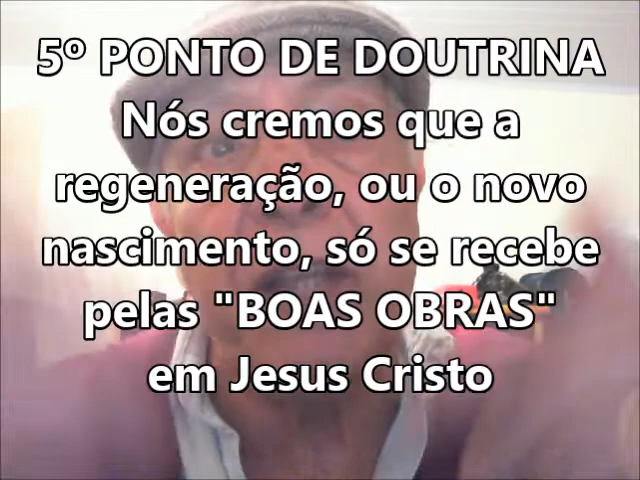 5º PONTO DE DOUTRINA
Nós cremos que a
regeneração, ou o novo
nascimento, só se recebe
pelas "BOAS OBRAS"
em Jesus Cristo